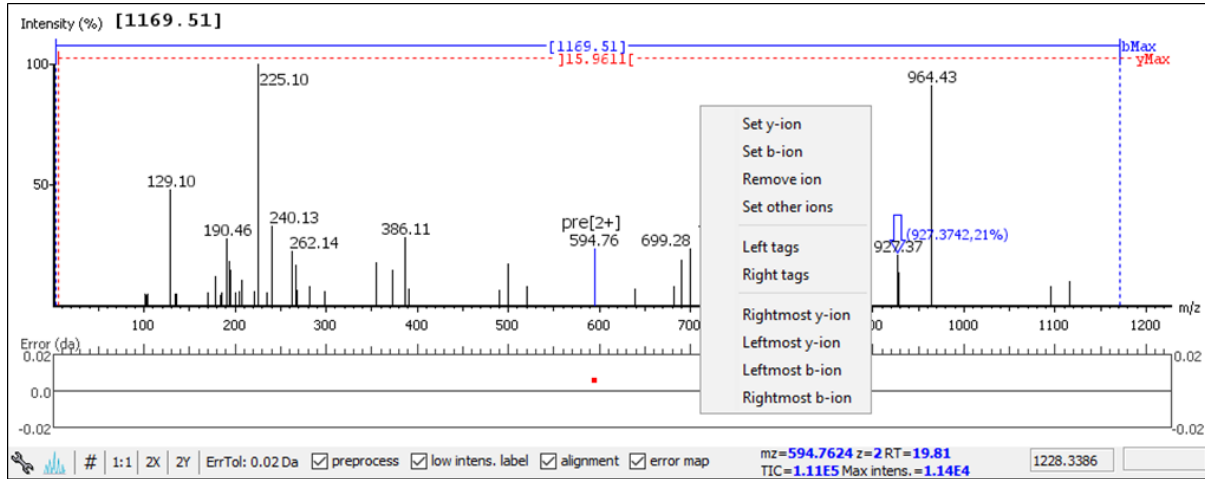 Intensity (%) [1169.51]
[1169.51] bMax
]15.9611[ yMax
100
225.10
964.43
Set y-ion
Set b-ion
Remove ion
Set other ions
Left tags
Right tags
Rightmost y-ion
Leftmost y-ion
Leftmost b-ion
Rightmost b-ion
50
129.10
190.46
240.13
262.14
386.11
pre[2+]
594.76
699.28
927.37
(927.3742,21%)
m/z
100 200 300 400 500 600 700 1000 1100 1200
Error (da)
0.02 0.02
0.0
-0.02 -0.02
# 1:1 2X 2Y ErrTol: 0.02 Da preprocess low intens. label alignment error map
mz=594.7624 z=2 RT=19.81
TIC=1.11E5 Max intens.=1.14E4
1228.3386